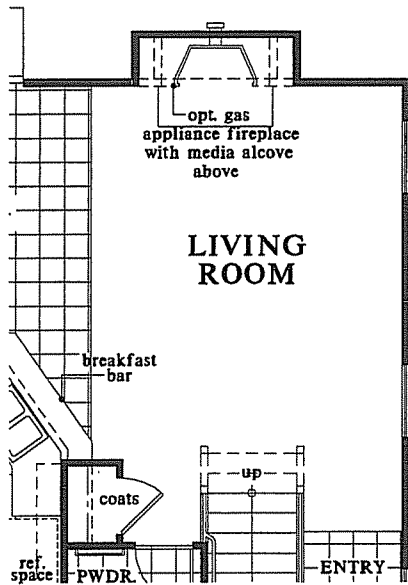 opt. gas
appliance fireplace
with media alcove
above
LIVING
ROOM
breakfast
bar
up
coats
ref.
space
PWDR.
ENTRY